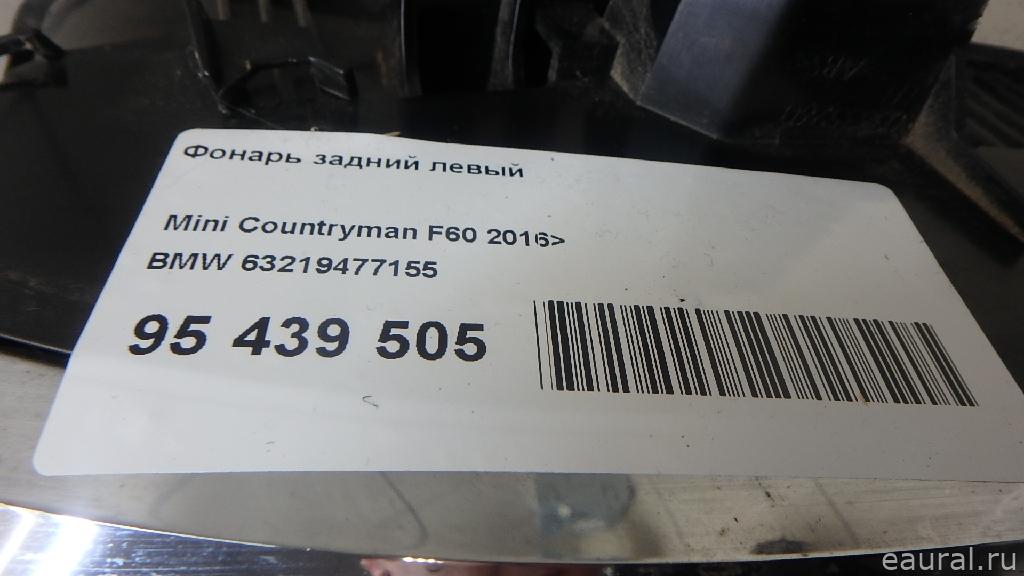 Фонарь задний левый
Mini Countryman F60 2016>
BMW 63219477155
95 439 505
eaural.ru